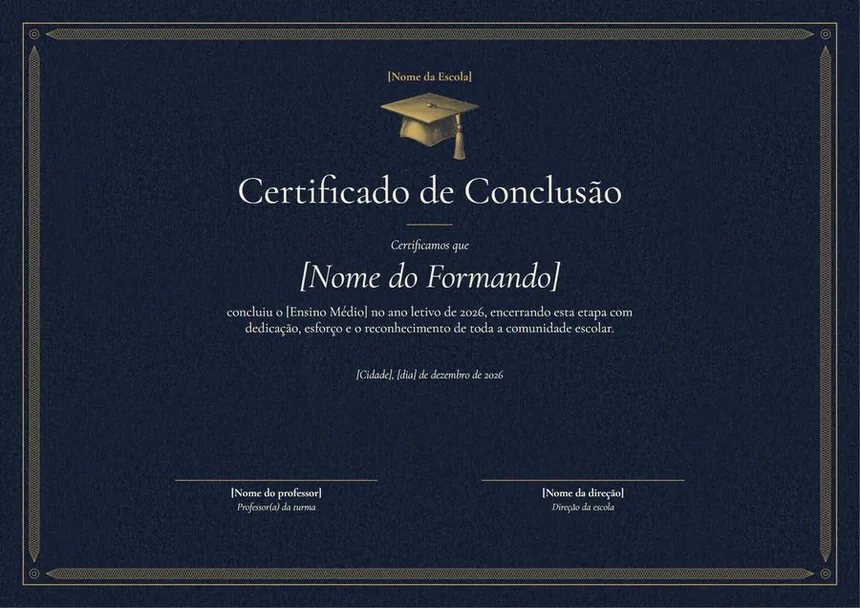 [Nome da Escola]
Certificado de Conclusão
Certificamos que
[Nome do Formando]
concluiu o [Ensino Médio] no ano letivo de 2026, encerrando esta etapa com
dedicação, esforço e o reconhecimento de toda a comunidade escolar.
[Cidade], [dia] de dezembro de 2026
[Nome do professor]
Professor(a) da turma
[Nome da direção]
Direção da escola